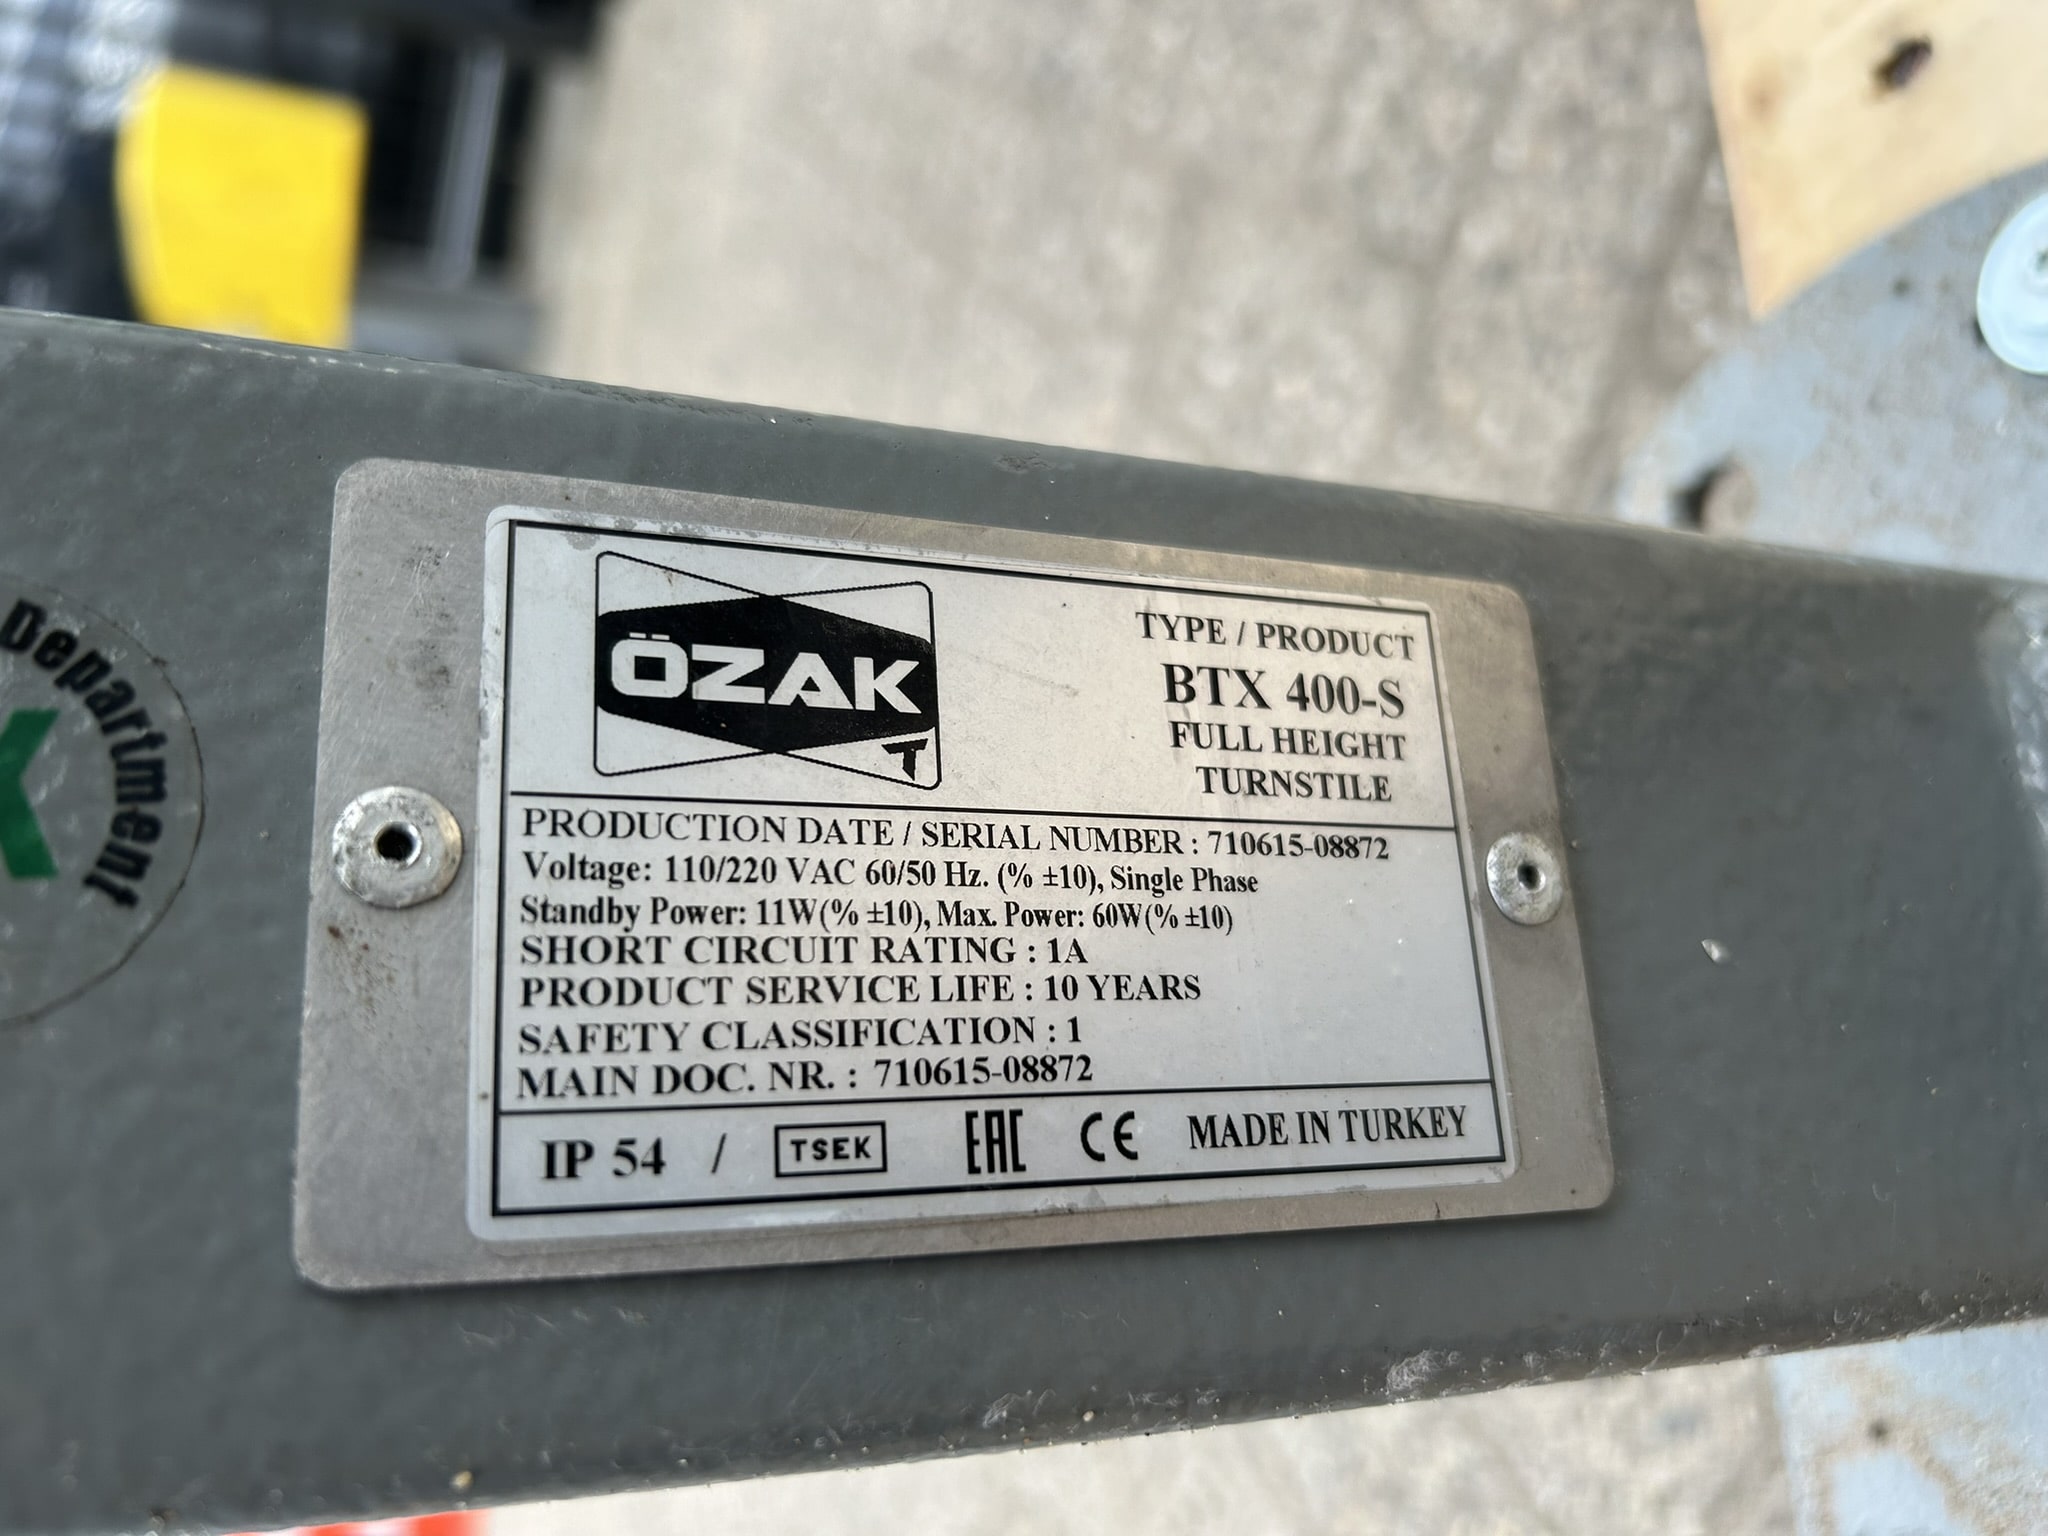 ÖZAK
T
TYPE / PRODUCT
BTX 400-S
FULL HEIGHT
TURNSTILE
PRODUCTION DATE / SERIAL NUMBER : 710615-08872
Voltage: 110/220 VAC 60/50 Hz. (% ±10), Single Phase
Standby Power: 11W(% ±10), Max. Power: 60W(% ±10)
SHORT CIRCUIT RATING : 1A
PRODUCT SERVICE LIFE : 10 YEARS
SAFETY CLASSIFICATION : 1
MAIN DOC. NR. : 710615-08872
IP 54 / TSEK EAC CE MADE IN TURKEY
Department